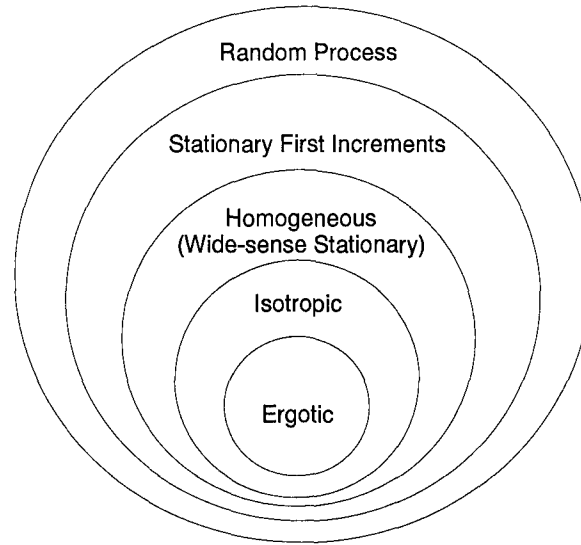 Random Process
Stationary First Increments
Homogeneous
(Wide-sense Stationary)
Isotropic
Ergotic